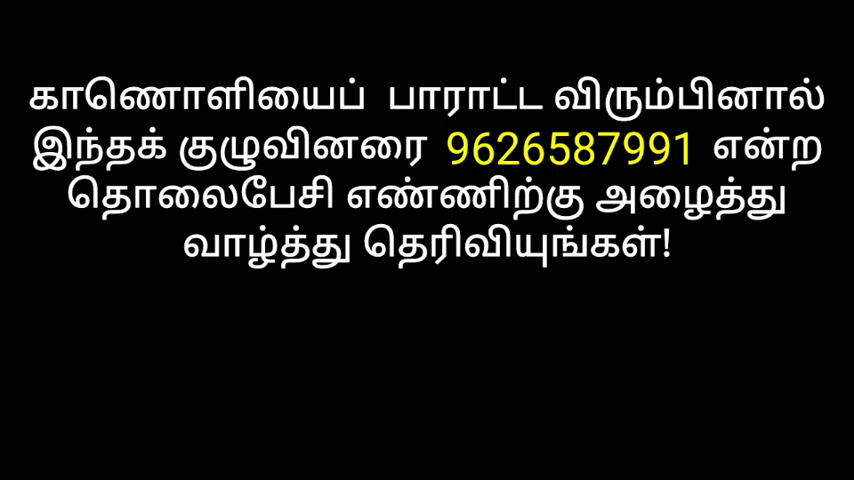 காணொளியைப் பாராட்ட விரும்பினால்
இந்தக் குழுவினரை 9626587991 என்ற
தொலைபேசி எண்ணிற்கு அழைத்து
வாழ்த்து தெரிவியுங்கள்!